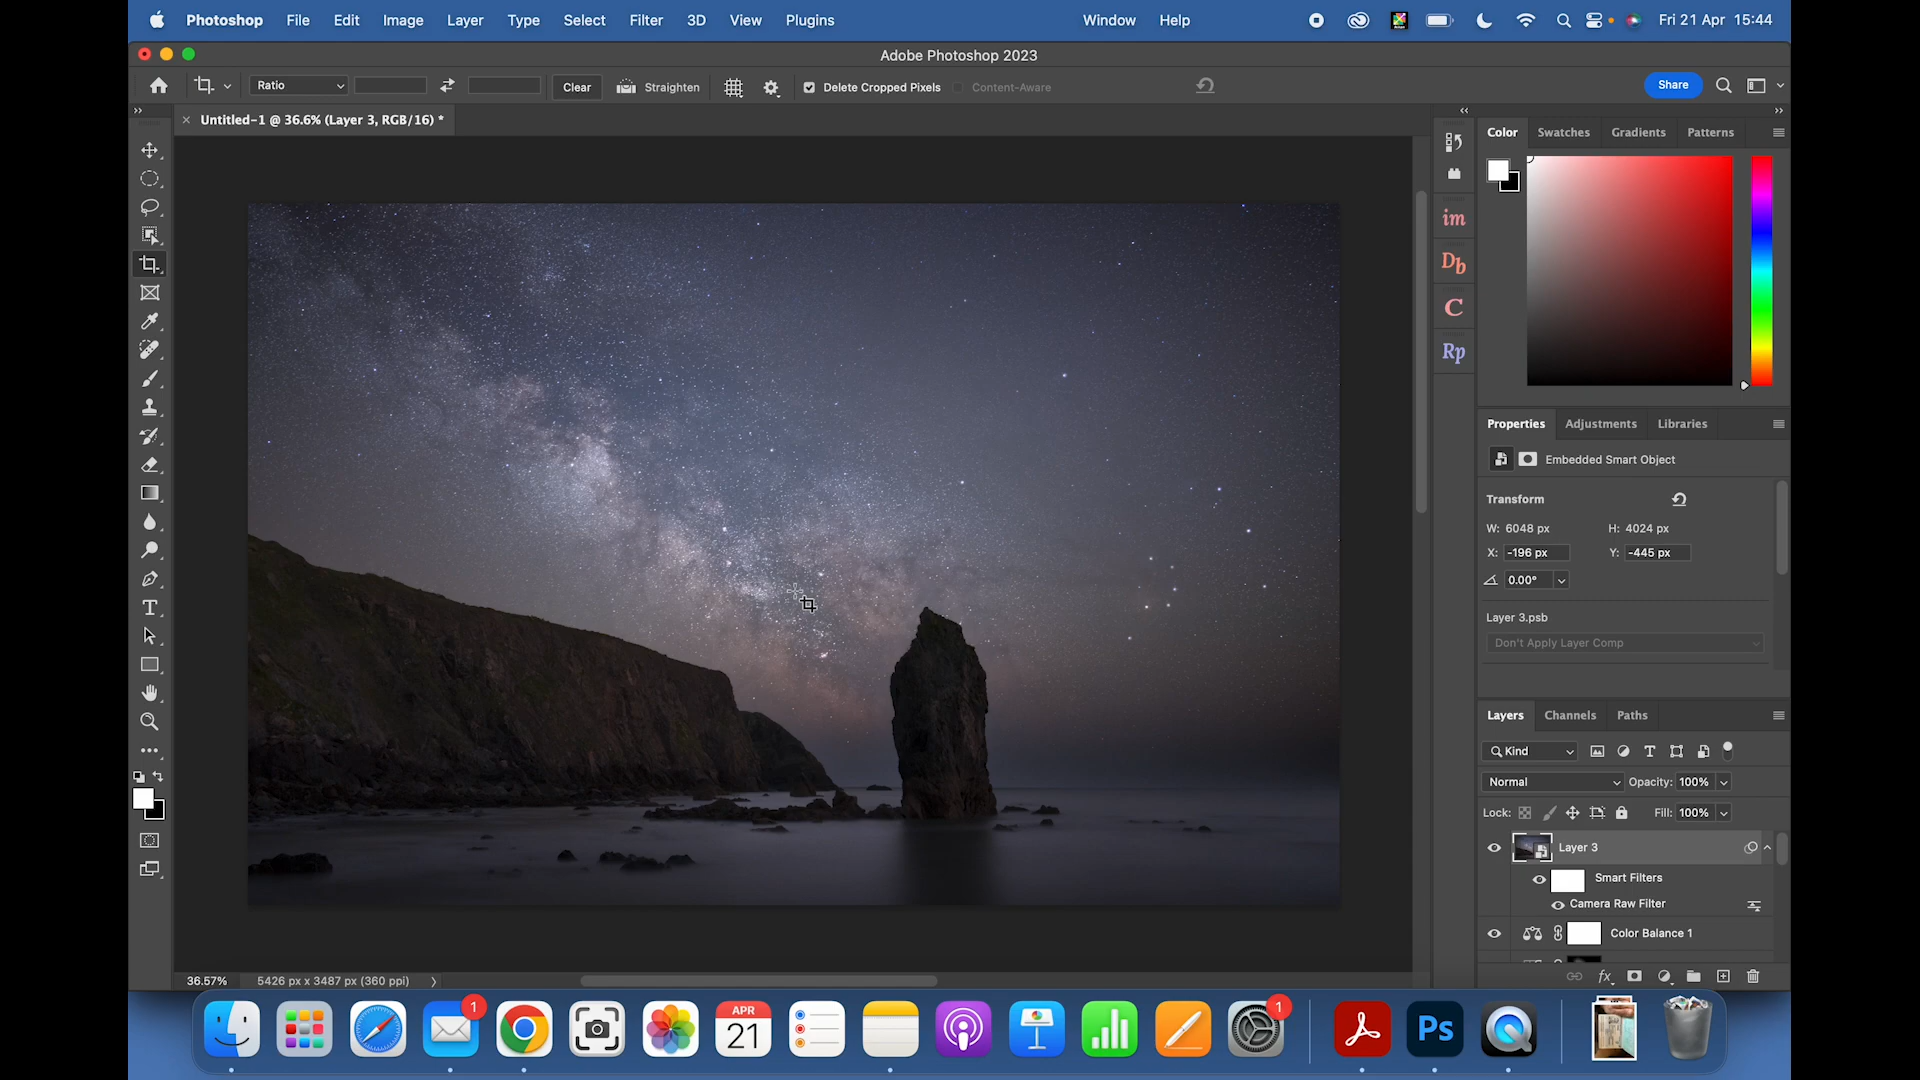 Photoshop File Edit Image Layer Type Select Filter 3D View Plugins Window Help Fri 21 Apr 15:44
Adobe Photoshop 2023
Ratio Clear Straighten Delete Cropped Pixels Content-Aware Share
Untitled-1 @ 36.6% (Layer 3, RGB/16) *
Color Swatches Gradients Patterns
im
Db
C
Rp
Properties Adjustments Libraries
Embedded Smart Object
Transform
W: 6048 px H: 4024 px
X: -196 px Y: -445 px
0.00°
Layer 3.psb
Don't Apply Layer Comp
Layers Channels Paths
Kind
Normal Opacity: 100%
Lock: Fill: 100%
Layer 3
Smart Filters
Camera Raw Filter
Color Balance 1
fx
36.57% 5426 px x 3487 px (360 ppi)
1
APR
21
1
Ps